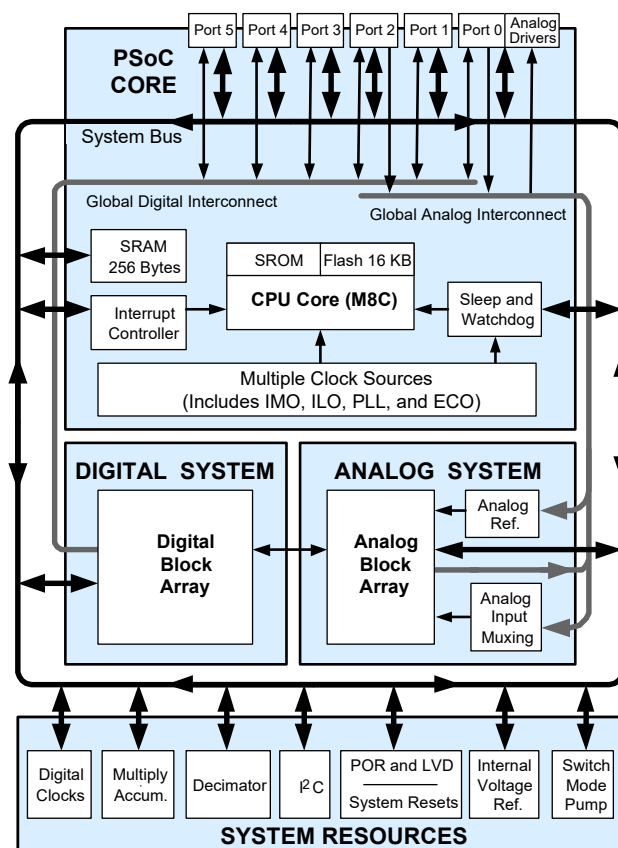 Port 5 Port 4 Port 3 Port 2 Port 1 Port 0 Analog
Drivers
PSoC
CORE
System Bus
Global Digital Interconnect
Global Analog Interconnect
SRAM
256 Bytes
Interrupt
Controller
SROM Flash 16 KB
CPU Core (M8C)
Sleep and
Watchdog
Multiple Clock Sources
(Includes IMO, ILO, PLL, and ECO)
DIGITAL SYSTEM
Digital
Block
Array
ANALOG SYSTEM
Analog
Block
Array
Analog
Ref.
Analog
Input
Muxing
Digital
Clocks
Multiply
Accum.
Decimator
I2C
POR and LVD
System Resets
Internal
Voltage
Ref.
Switch
Mode
Pump
SYSTEM RESOURCES